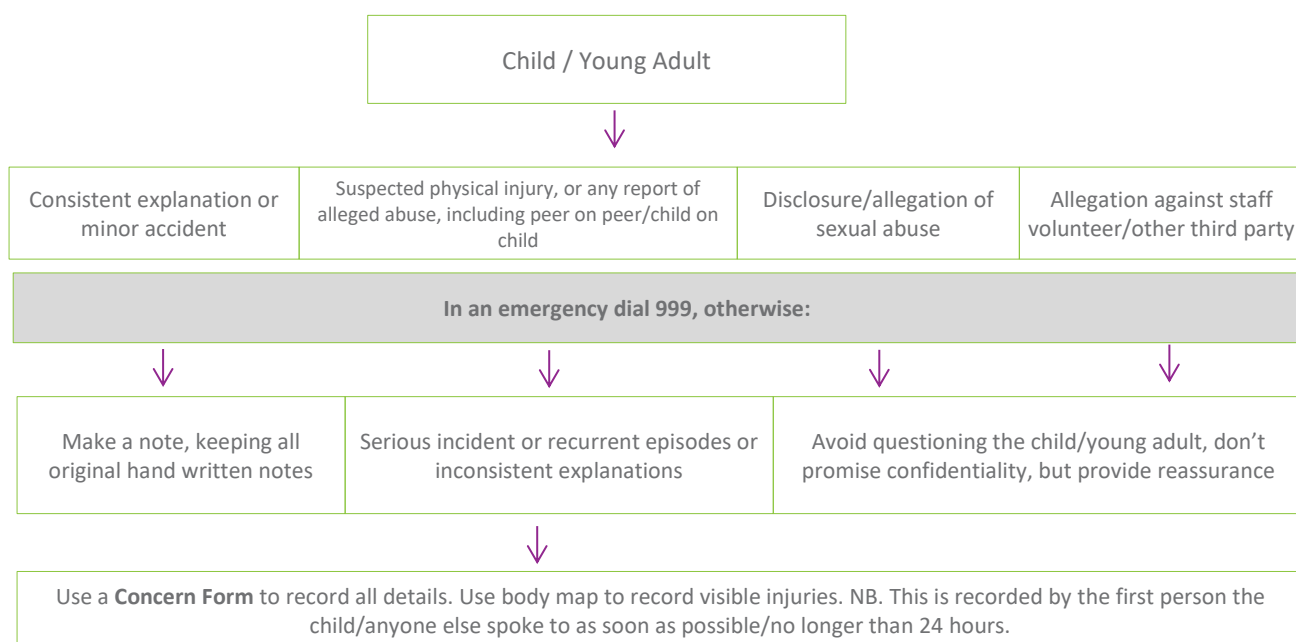 Child / Young Adult
Consistent explanation or
minor accident
Suspected physical injury, or any report of
alleged abuse, including peer on peer/child on
child
Disclosure/allegation of
sexual abuse
Allegation against staff
volunteer/other third party
In an emergency dial 999, otherwise:
Make a note, keeping all
original hand written notes
Serious incident or recurrent episodes or
inconsistent explanations
Avoid questioning the child/young adult, don’t
promise confidentiality, but provide reassurance
Use a Concern Form to record all details. Use body map to record visible injuries. NB. This is recorded by the first person the
child/anyone else spoke to as soon as possible/no longer than 24 hours.